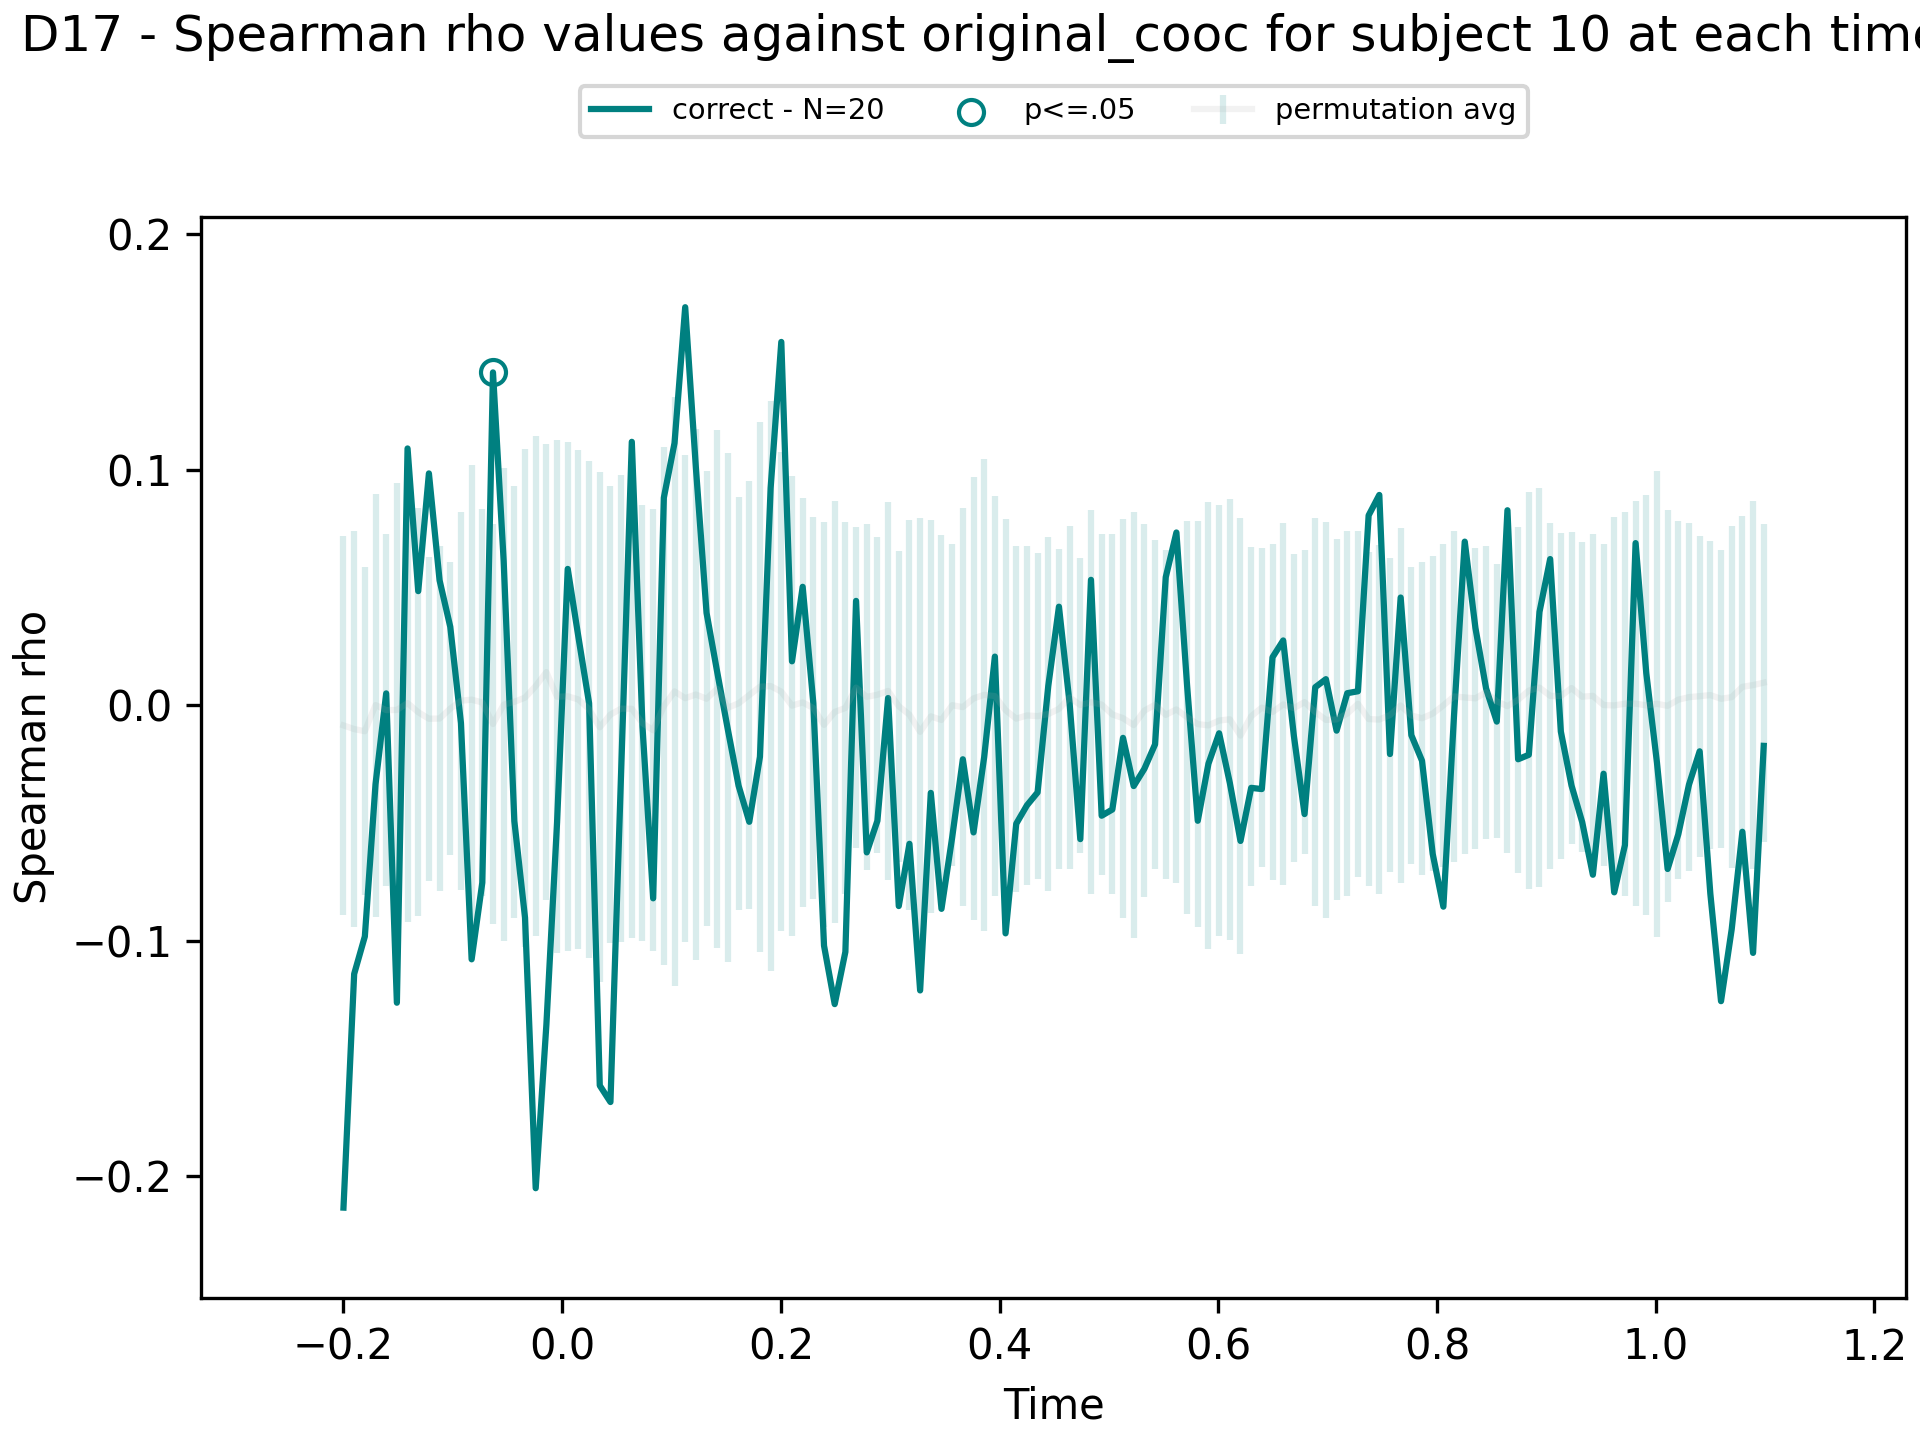 D17 - Spearman rho values against original_cooc for subject 10 at each
correct - N=20
p<=.05
permutation avg
0.2
0.1
0.0
−0.1
−0.2
Spearman rho
−0.2
0.0
0.2
0.4
0.6
0.8
1.0
1.2
Time